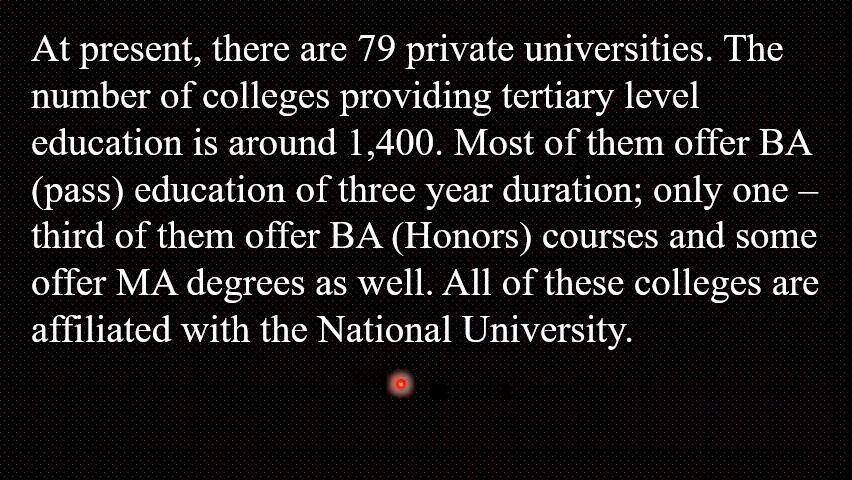 At present, there are 79 private universities. The
number of colleges providing tertiary level
education is around 1,400. Most of them offer BA
(pass) education of three year duration; only one –
third of them offer BA (Honors) courses and some
offer MA degrees as well. All of these colleges are
affiliated with the National University.